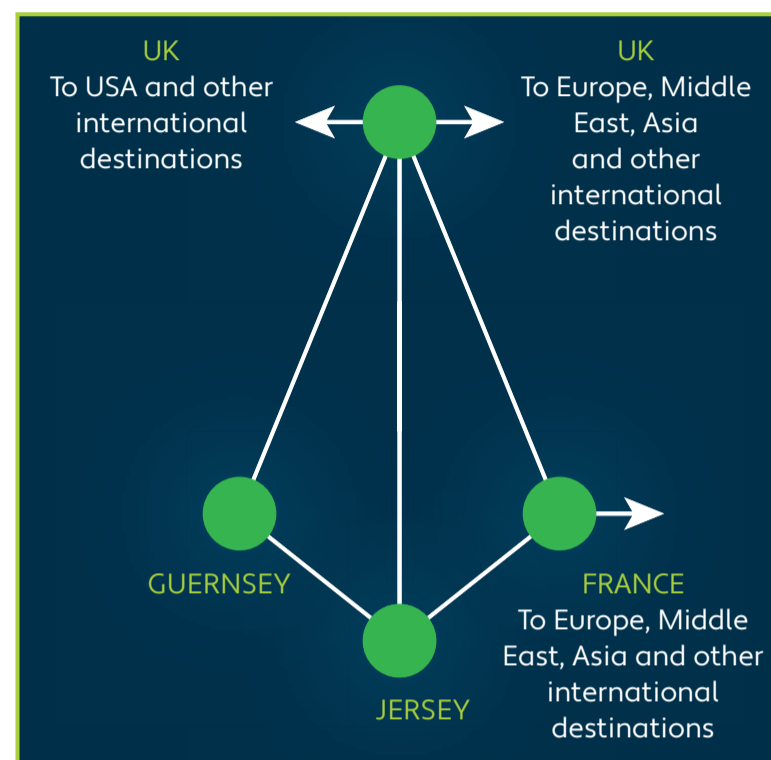 UK
To USA and other
international
destinations
UK
To Europe, Middle
East, Asia
and other
international
destinations
GUERNSEY
JERSEY
FRANCE
To Europe, Middle
East, Asia and other
international
destinations